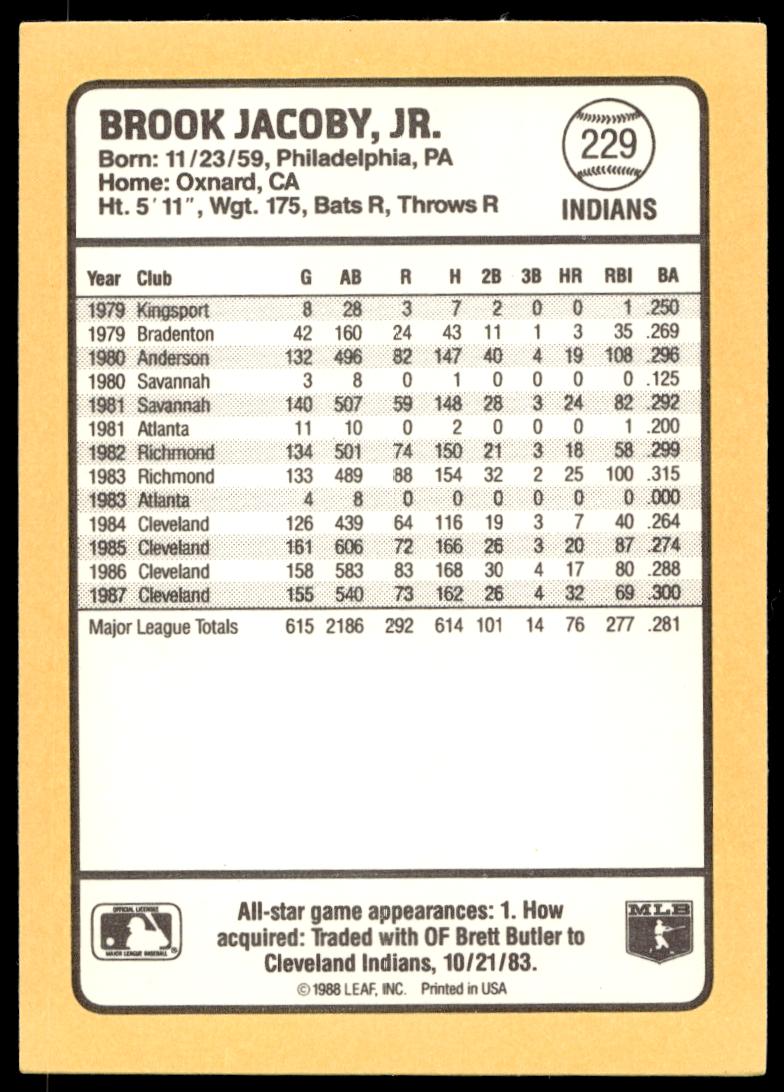 BROOK JACOBY, JR.
Born: 11/23/59, Philadelphia, PA
Home: Oxnard, CA
Ht. 5'11", Wgt. 175, Bats R, Throws R
229
INDIANS
Year Club G AB R H 2B 3B HR RBI BA
1979 Kingsport 8 28 3 7 2 0 0 1 .250
1979 Bradenton 42 160 24 43 11 1 3 35 .269
1980 Anderson 132 496 82 147 40 4 19 108 .296
1980 Savannah 3 8 0 1 0 0 0 0 .125
1981 Savannah 140 507 59 148 28 3 24 82 .292
1981 Atlanta 11 10 0 2 0 0 0 1 .200
1982 Richmond 134 501 74 150 21 3 18 58 .299
1983 Richmond 133 489 88 154 32 2 25 100 .315
1983 Atlanta 4 8 0 0 0 0 0 0 .000
1984 Cleveland 126 439 64 116 19 3 7 40 .264
1985 Cleveland 161 606 72 166 26 3 20 87 .274
1986 Cleveland 158 583 83 168 30 4 17 80 .288
1987 Cleveland 155 540 73 162 26 4 32 69 .300
Major League Totals 615 2186 292 614 101 14 76 277 .281
OFFICIAL LICENSEE
MAJOR LEAGUE BASEBALL
®
All-star game appearances: 1. How
acquired: Traded with OF Brett Butler to
Cleveland Indians, 10/21/83.
©1988 LEAF, INC. Printed in USA
MLB